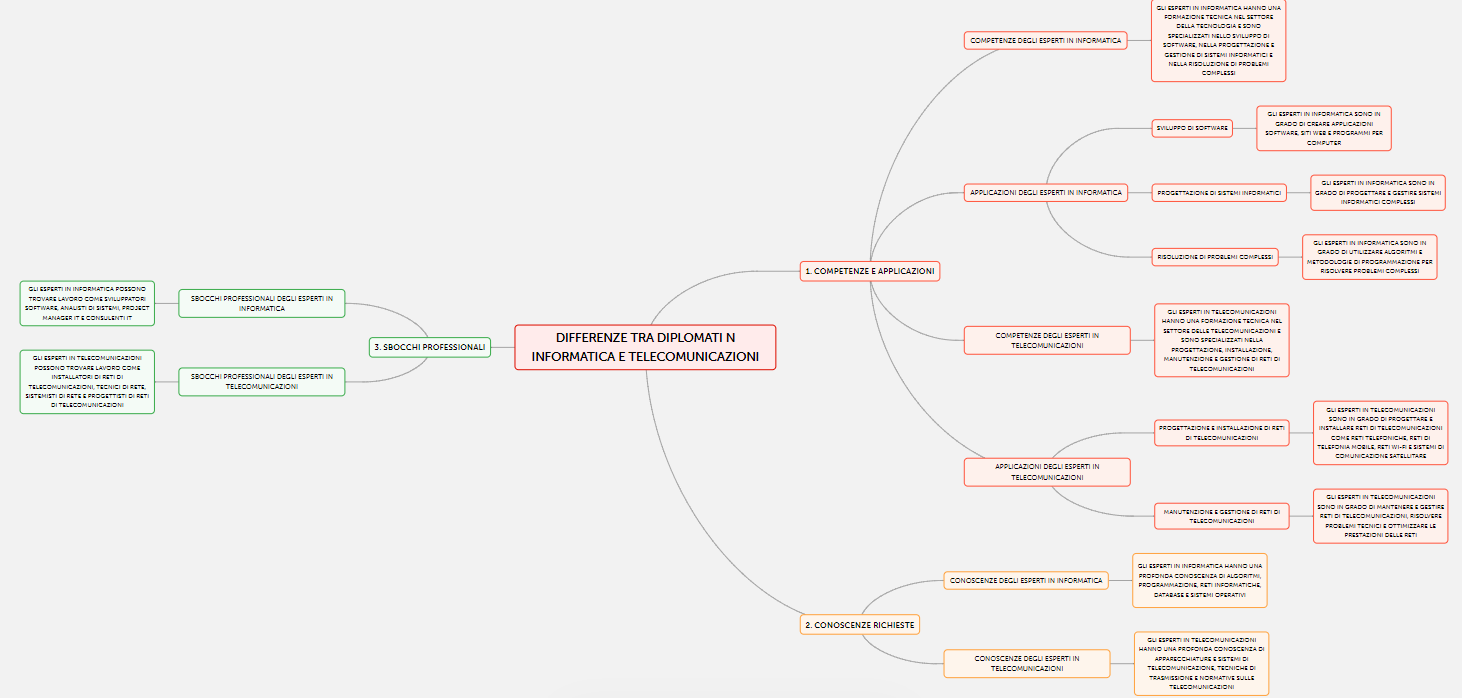 DIFFERENZE TRA DIPLOMATI N
INFORMATICA E TELECOMUNICAZIONI
1. COMPETENZE E APPLICAZIONI
COMPETENZE DEGLI ESPERTI IN INFORMATICA
GLI ESPERTI IN INFORMATICA HANNO UNA
FORMAZIONE TECNICA NEL SETTORE
DELLA TECNOLOGIA E SONO
SPECIALIZZATI NELLO SVILUPPO DI
SOFTWARE, NELLA PROGETTAZIONE E
GESTIONE DI SISTEMI INFORMATICI E
NELLA RISOLUZIONE DI PROBLEMI
COMPLESSI
APPLICAZIONI DEGLI ESPERTI IN INFORMATICA
SVILUPPO DI SOFTWARE
GLI ESPERTI IN INFORMATICA SONO IN
GRADO DI CREARE APPLICAZIONI
SOFTWARE, SITI WEB E PROGRAMMI PER
COMPUTER
PROGETTAZIONE DI SISTEMI INFORMATICI
GLI ESPERTI IN INFORMATICA SONO IN
GRADO DI PROGETTARE E GESTIRE SISTEMI
INFORMATICI COMPLESSI
RISOLUZIONE DI PROBLEMI COMPLESSI
GLI ESPERTI IN INFORMATICA SONO IN
GRADO DI UTILIZZARE ALGORITMI E
METODOLOGIE DI PROGRAMMAZIONE PER
RISOLVERE PROBLEMI COMPLESSI
COMPETENZE DEGLI ESPERTI IN
TELECOMUNICAZIONI
GLI ESPERTI IN TELECOMUNICAZIONI
HANNO UNA FORMAZIONE TECNICA NEL
SETTORE DELLE TELECOMUNICAZIONI E
SONO SPECIALIZZATI NELLA
PROGETTAZIONE, INSTALLAZIONE,
MANUTENZIONE E GESTIONE DI RETI DI
TELECOMUNICAZIONI
APPLICAZIONI DEGLI ESPERTI IN
TELECOMUNICAZIONI
PROGETTAZIONE E INSTALLAZIONE DI RETI
DI TELECOMUNICAZIONI
GLI ESPERTI IN TELECOMUNICAZIONI
SONO IN GRADO DI PROGETTARE E
INSTALLARE RETI DI TELECOMUNICAZIONI
COME RETI TELEFONICHE, RETI DI
TELEFONIA MOBILE, RETI WI-FI E SISTEMI DI
COMUNICAZIONE SATELLITARE
MANUTENZIONE E GESTIONE DI RETI DI
TELECOMUNICAZIONI
GLI ESPERTI IN TELECOMUNICAZIONI
SONO IN GRADO DI MANTENERE E GESTIRE
RETI DI TELECOMUNICAZIONI, RISOLVERE
PROBLEMI TECNICI E OTTIMIZZARE LE
PRESTAZIONI DELLE RETI
2. CONOSCENZE RICHIESTE
CONOSCENZE DEGLI ESPERTI IN INFORMATICA
GLI ESPERTI IN INFORMATICA HANNO UNA
PROFONDA CONOSCENZA DI ALGORITMI,
PROGRAMMAZIONE, RETI INFORMATICHE,
DATABASE E SISTEMI OPERATIVI
CONOSCENZE DEGLI ESPERTI IN
TELECOMUNICAZIONI
GLI ESPERTI IN TELECOMUNICAZIONI
HANNO UNA PROFONDA CONOSCENZA DI
APPARECCHIATURE E SISTEMI DI
TELECOMUNICAZIONE, TECNICHE DI
TRASMISSIONE E NORMATIVE SULLE
TELECOMUNICAZIONI
3. SBOCCHI PROFESSIONALI
SBOCCHI PROFESSIONALI DEGLI ESPERTI IN
INFORMATICA
GLI ESPERTI IN INFORMATICA POSSONO
TROVARE LAVORO COME SVILUPPATORI
SOFTWARE, ANALISTI DI SISTEMI, PROJECT
MANAGER IT E CONSULENTI IT
SBOCCHI PROFESSIONALI DEGLI ESPERTI IN
TELECOMUNICAZIONI
GLI ESPERTI IN TELECOMUNICAZIONI
POSSONO TROVARE LAVORO COME
INSTALLATORI DI RETI DI
TELECOMUNICAZIONI, TECNICI DI RETE,
SISTEMISTI DI RETE E PROGETTISTI DI RETI
DI TELECOMUNICAZIONI